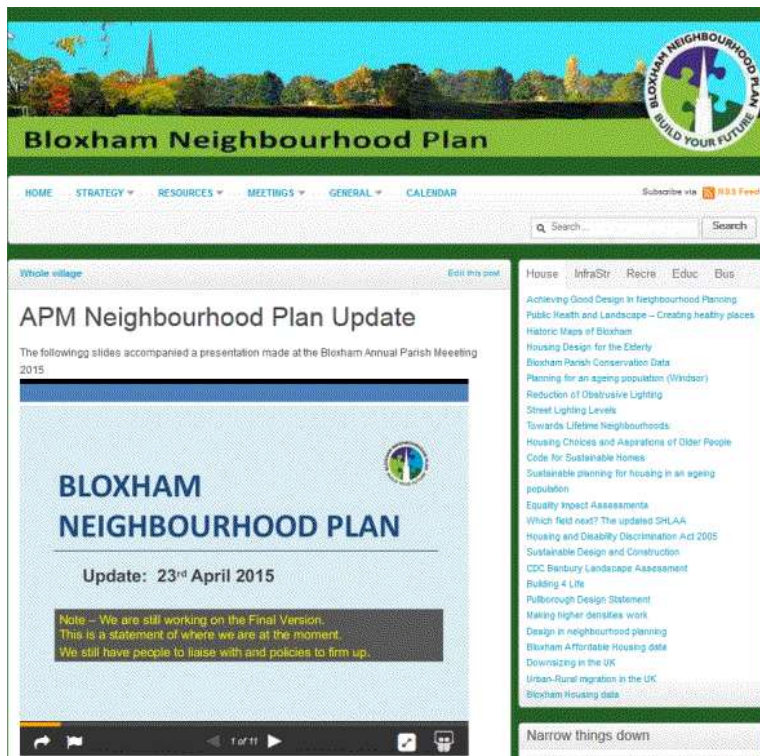 BLOXHAM NEIGHBOURHOOD PLAN
BUILD YOUR FUTURE
Bloxham Neighbourhood Plan
HOME STRATEGY RESOURCES MEETINGS GENERAL CALENDAR
Subscribe via RSS Feed
Search...
Search
Whole village
Edit this post
APM Neighbourhood Plan Update
The followingg slides accompanied a presentation made at the Bloxham Annual Parish Meeeting
2015
BLOXHAM
NEIGHBOURHOOD PLAN
Update: 23rd April 2015
Note – We are still working on the Final Version.
This is a statement of where we are at the moment.
We still have people to liaise with and policies to firm up.
1 of 11
House InfraStr Recre Educ Bus
Achieving Good Design in Neighbourhood Planning
Public Health and Landscape – Creating healthy places
Historic Maps of Bloxham
Housing Design for the Elderly
Bloxham Parish Conservation Data
Planning for an ageing population (Windsor)
Reduction of Obstrusive Lighting
Street Lighting Levels
Towards Lifetime Neighbourhoods
Housing Choices and Aspirations of Older People
Code for Sustainable Homes
Sustainable planning for housing in an ageing
population
Equality Impact Assessments
Which field next? The updated SHLAA
Housing and Disability Discrimination Act 2005
Sustainable Design and Construction
CDC Banbury Landscape Assessment
Building 4 Life
Pullborough Design Statement
Making higher densities work
Design in neighbourhood planning
Bloxham Affordable Housing data
Downsizing in the UK
Urban-Rural migration in the UK
Bloxham Housing data
Narrow things down